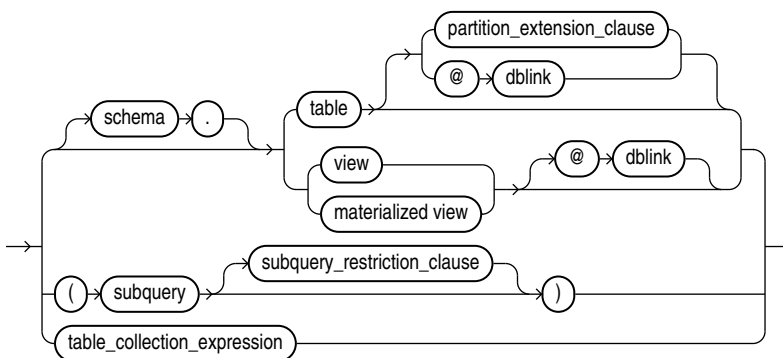 partition_extension_clause
@ dblink
schema . table
view @ dblink
materialized view
( subquery subquery_restriction_clause )
table_collection_expression